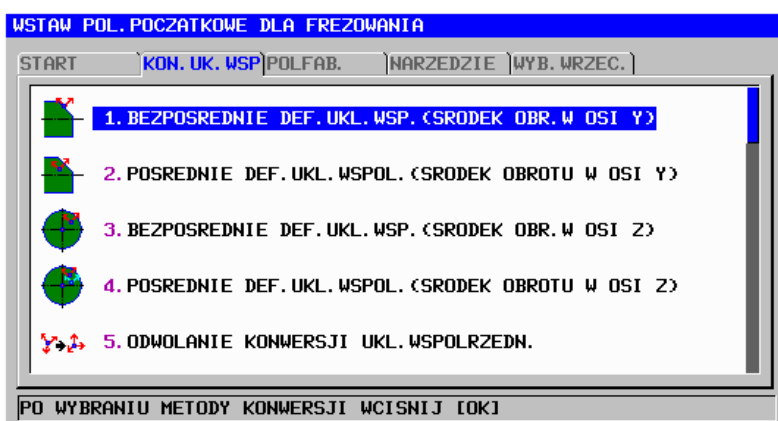 WSTAW POL.POCZATKOWE DLA FREZOWANIA
START KON.UK.WSP POLFAB. NARZEDZIE WYB.WRZEC.
1.BEZPOSREDNIE DEF.UKL.WSP.(SRODEK OBR.W OSI Y)
2.POSREDNIE DEF.UKL.WSPOL.(SRODEK OBROTU W OSI Y)
3.BEZPOSREDNIE DEF.UKL.WSP.(SRODEK OBR.W OSI Z)
4.POSREDNIE DEF.UKL.WSPOL.(SRODEK OBROTU W OSI Z)
5.ODWOLANIE KONWERSJI UKL.WSPOLRZEDN.
PO WYBRANIU METODY KONWERSJI WCISNIJ [OK]